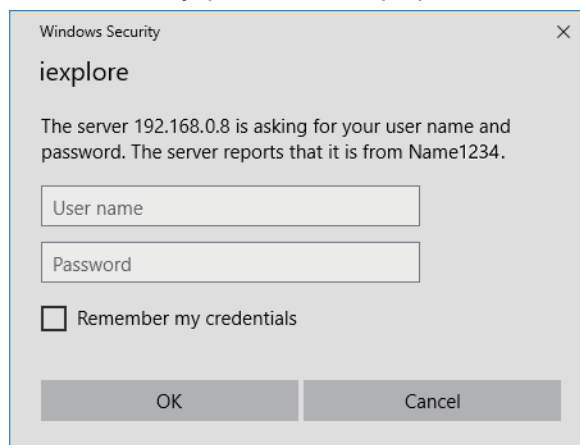 Windows Security
iexplore
The server 192.168.0.8 is asking for your user name and
password. The server reports that it is from Name1234.
User name
Password
Remember my credentials
OK
Cancel